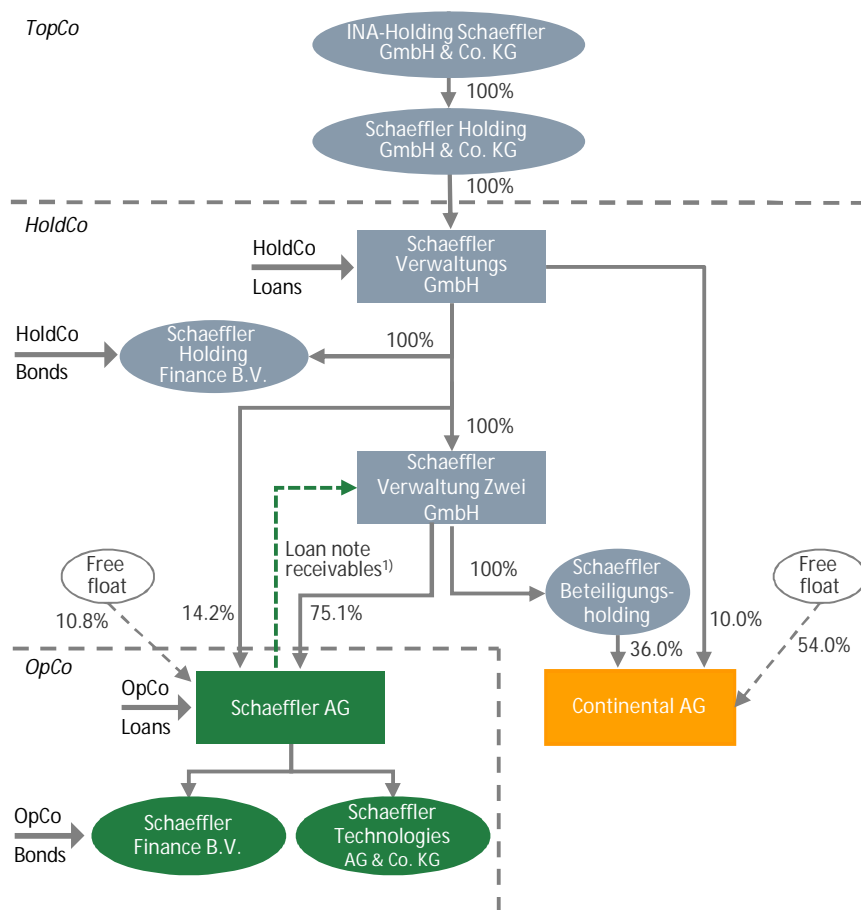 TopCo
INA-Holding Schaeffler
GmbH & Co. KG
100%
Schaeffler Holding
GmbH & Co. KG
100%
HoldCo
HoldCo
Loans
Schaeffler
Verwaltungs
GmbH
HoldCo
Bonds
Schaeffler
Holding
Finance B.V.
100%
100%
Schaeffler
Verwaltung Zwei
GmbH
Loan note
receivables1)
Free
float
10.8%
14.2%
75.1%
100%
Schaeffler
Beteiligungs-
holding
36.0%
10.0%
Free
float
54.0%
OpCo
OpCo
Loans
Schaeffler AG
Continental AG
OpCo
Bonds
Schaeffler
Finance B.V.
Schaeffler
Technologies
AG & Co. KG